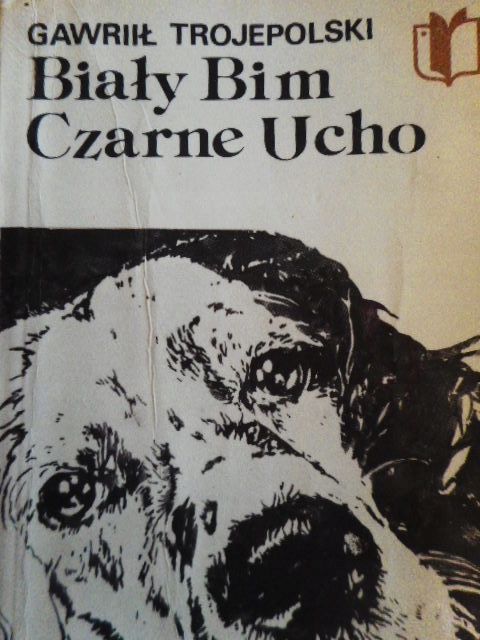 GAWRIIŁ TROJEPOLSKI
Biały Bim
Czarne Ucho